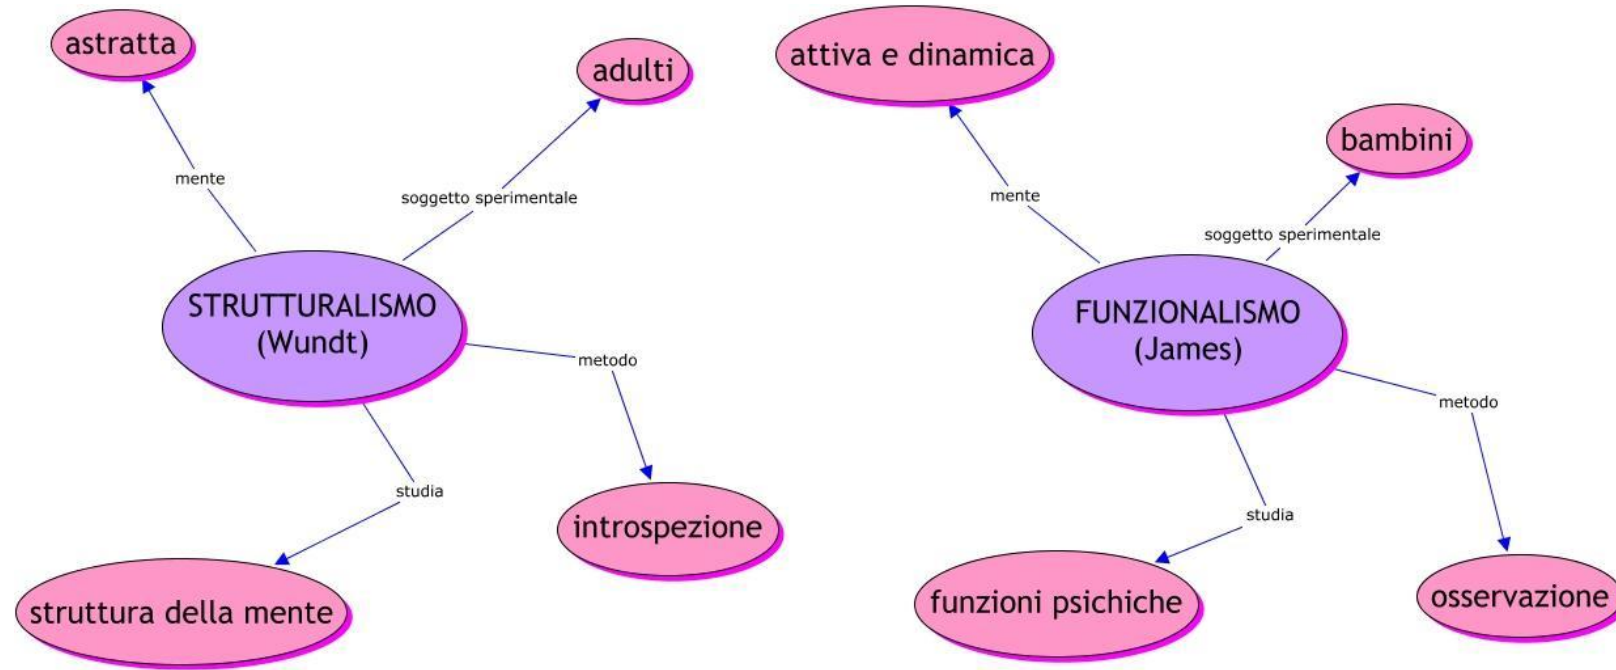 astratta
adulti
mente
soggetto sperimentale
STRUTTURALISMO
(Wundt)
metodo
studia
introspezione
struttura della mente
attiva e dinamica
bambini
mente
soggetto sperimentale
FUNZIONALISMO
(James)
metodo
studia
funzioni psichiche
osservazione